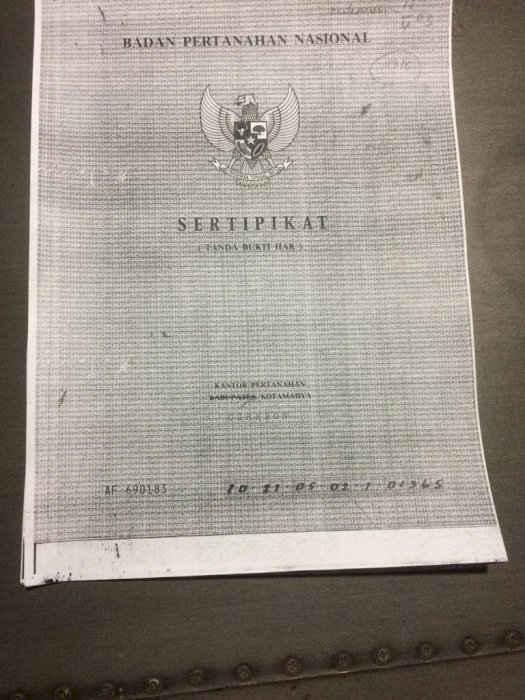 BADAN PERTANAHAN NASIONAL
SERTIPIKAT
( TANDA BUKTI HAK )
KANTOR PERTANAHAN
KABUPATEN KOTAMADYA
CIREBON
AF 690183
10·21·05·02·1·01365